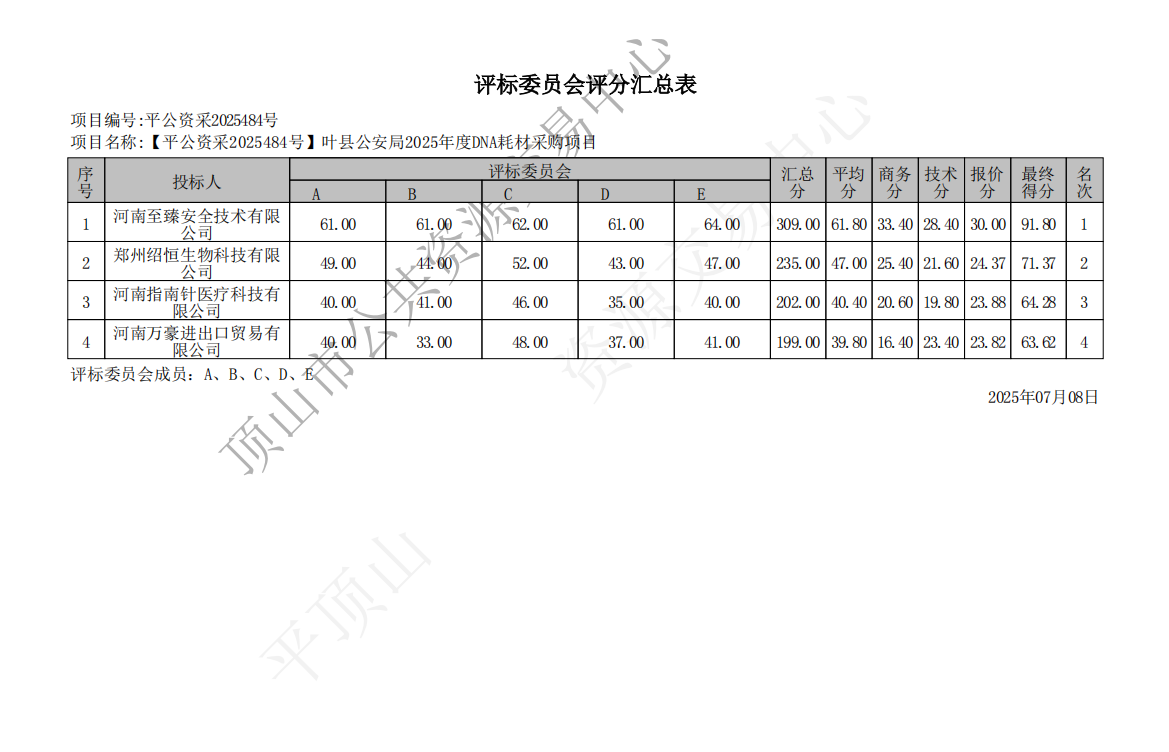 评标委员会评分汇总表
项目编号:平公资采2025484号
项目名称:【平公资采2025484号】叶县公安局2025年度DNA耗材采购项目
序号 投标人 评标委员会 汇总分 平均分 商务分 技术分 报价分 最终得分 名次
A B C D E
1 河南至臻安全技术有限公司 61.00 61.00 62.00 61.00 64.00 309.00 61.80 33.40 28.40 30.00 91.80 1
2 郑州绍恒生物科技有限公司 49.00 44.00 52.00 43.00 47.00 235.00 47.00 25.40 21.60 24.37 71.37 2
3 河南指南针医疗科技有限公司 40.00 41.00 46.00 35.00 40.00 202.00 40.40 20.60 19.80 23.88 64.28 3
4 河南万豪进出口贸易有限公司 40.00 33.00 48.00 37.00 41.00 199.00 39.80 16.40 23.40 23.82 63.62 4
评标委员会成员：A、B、C、D、E
2025年07月08日
顶山市公共资源交易中心
资源交易中心
平顶山